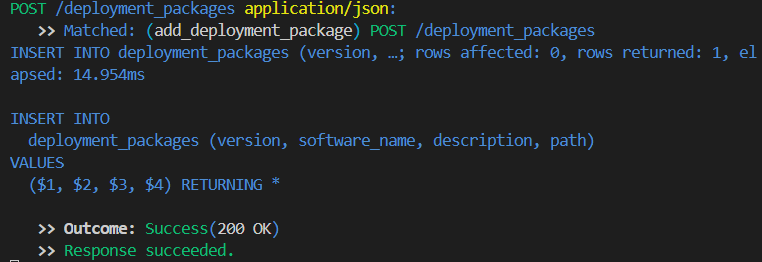 POST /deployment_packages application/json:
>> Matched: (add_deployment_package) POST /deployment_packages
INSERT INTO deployment_packages (version, …; rows affected: 0, rows returned: 1, el
apsed: 14.954ms
INSERT INTO
deployment_packages (version, software_name, description, path)
VALUES
($1, $2, $3, $4) RETURNING *
>> Outcome: Success(200 OK)
>> Response succeeded.